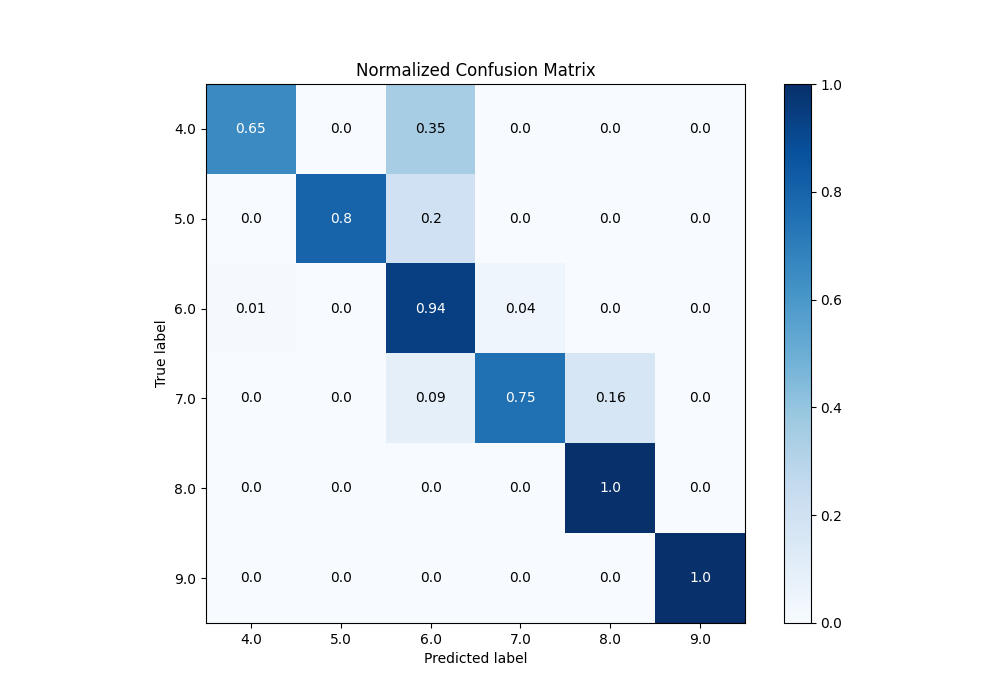 Normalized Confusion Matrix
True label
4.0 0.65 0.0 0.35 0.0 0.0 0.0
5.0 0.0 0.8 0.2 0.0 0.0 0.0
6.0 0.01 0.0 0.94 0.04 0.0 0.0
7.0 0.0 0.0 0.09 0.75 0.16 0.0
8.0 0.0 0.0 0.0 0.0 1.0 0.0
9.0 0.0 0.0 0.0 0.0 0.0 1.0
4.0 5.0 6.0 7.0 8.0 9.0
Predicted label
1.0
0.8
0.6
0.4
0.2
0.0